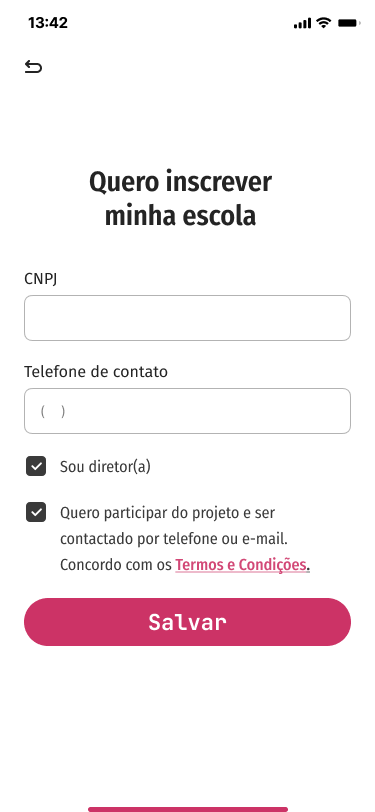 13:42
Quero inscrever
minha escola
CNPJ
Telefone de contato
( )
Sou diretor(a)
Quero participar do projeto e ser
contactado por telefone ou e-mail.
Concordo com os Termos e Condições.
Salvar